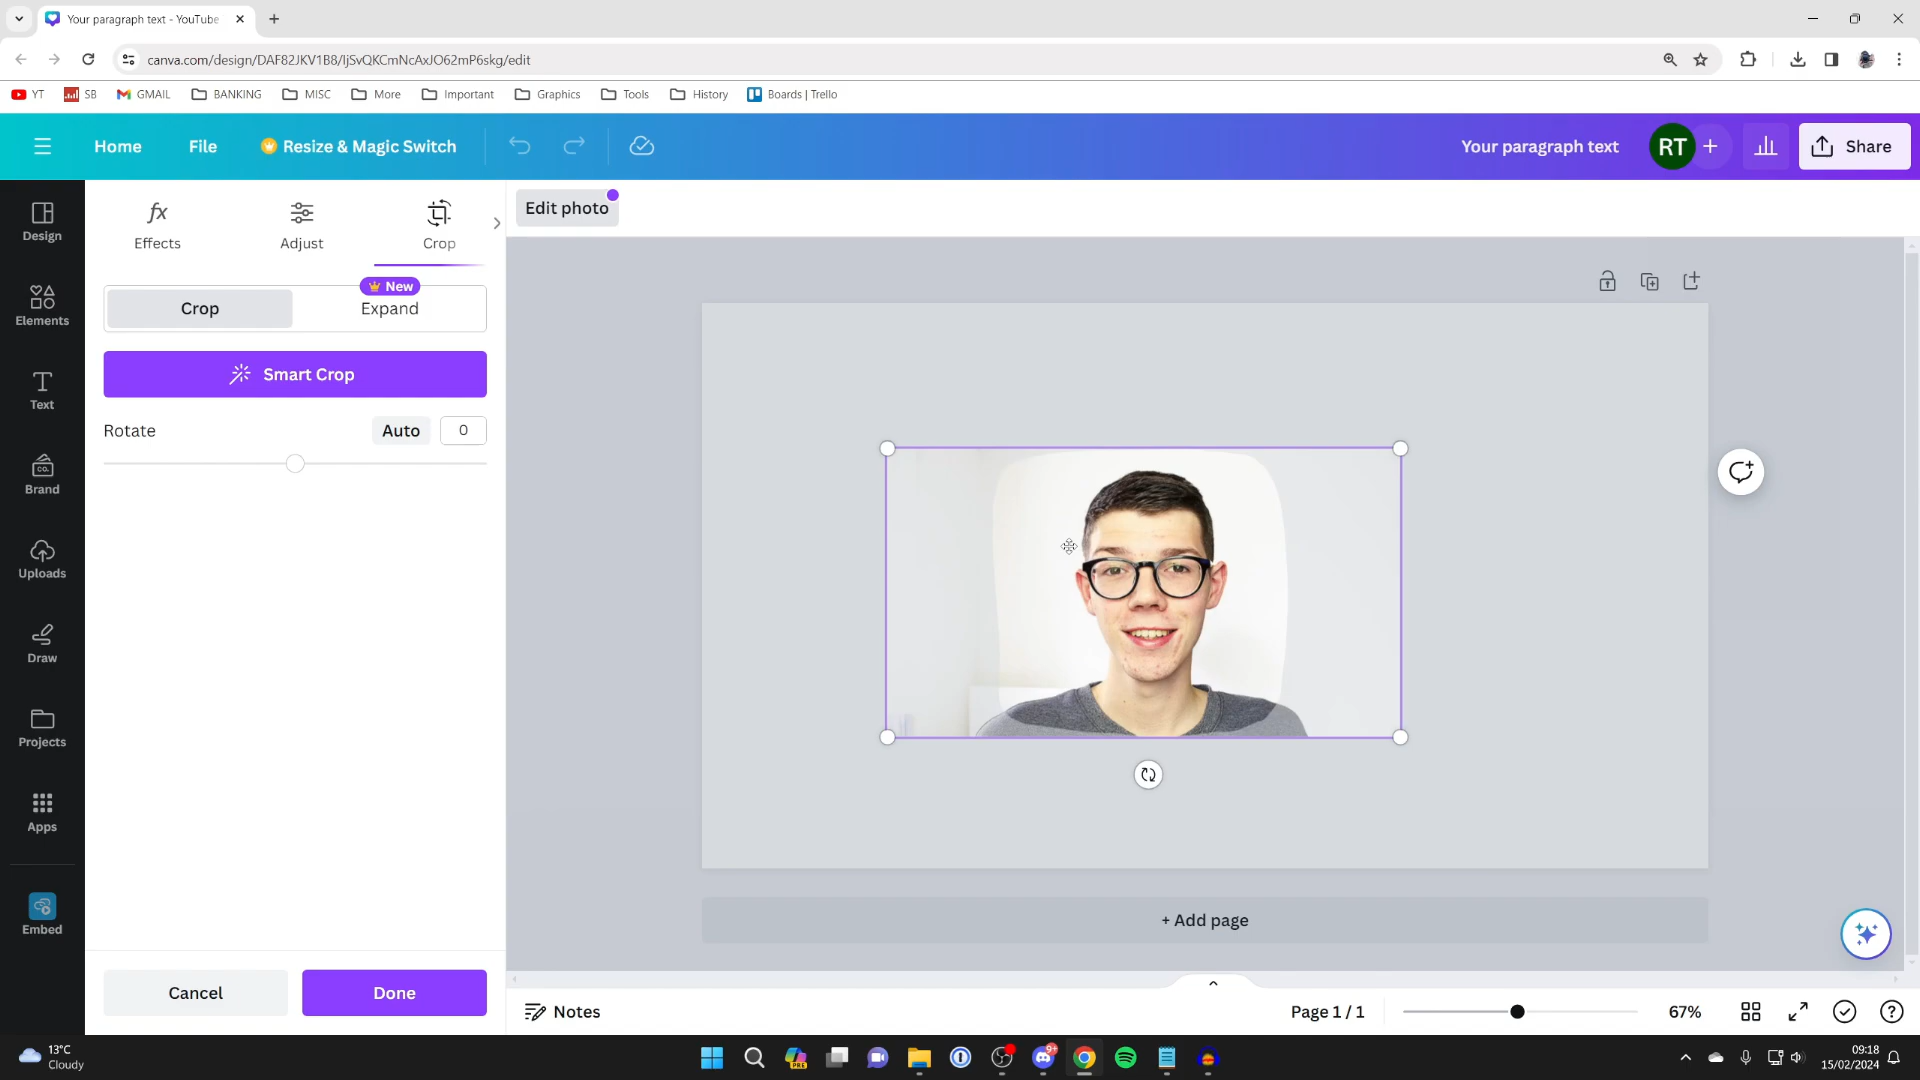 Your paragraph text - YouTube
canva.com/design/DAF82JKV1B8/IjSvQKCmNcAxJO62mP6skg/edit
YT
SB
GMAIL
BANKING
MISC
More
Important
Graphics
Tools
History
Boards | Trello
Home
File
Resize & Magic Switch
Your paragraph text
RT
Share
Design
Elements
Text
Brand
Uploads
Draw
Projects
Apps
Embed
Effects
Adjust
Crop
Edit photo
New
Crop
Expand
Smart Crop
Rotate
Auto
0
+ Add page
Cancel
Done
Notes
Page 1 / 1
67%
13°C
Cloudy
9+
09:18
15/02/2024